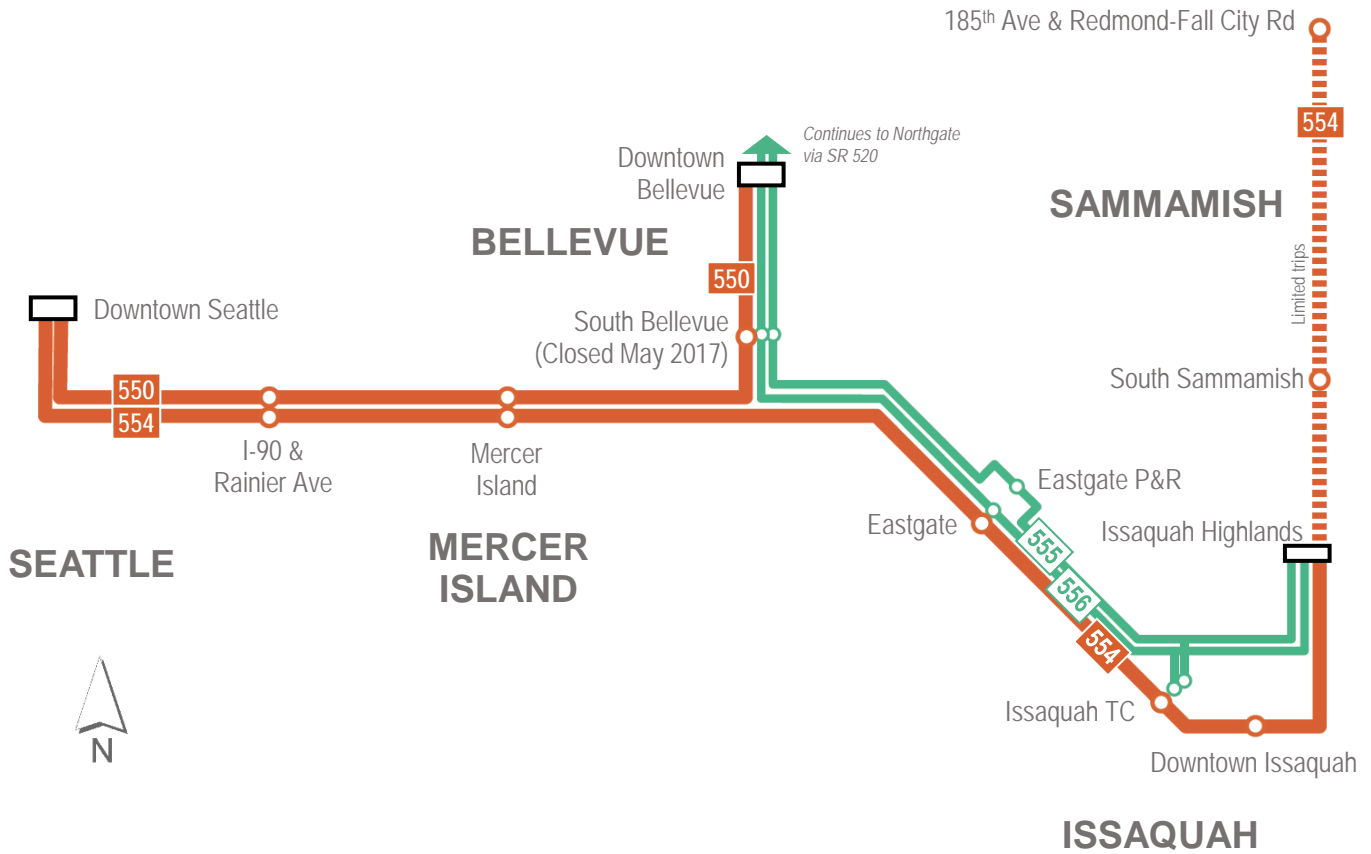 185th Ave & Redmond-Fall City Rd
554
Continues to Northgate
via SR 520
Downtown
Bellevue
SAMMAMISH
BELLEVUE
550
Limited trips
Downtown Seattle
South Bellevue
(Closed May 2017)
South Sammamish
550
554
I-90 &
Rainier Ave
Mercer
Island
Eastgate P&R
Eastgate
Issaquah Highlands
555
556
554
SEATTLE
MERCER
ISLAND
Issaquah TC
N
Downtown Issaquah
ISSAQUAH